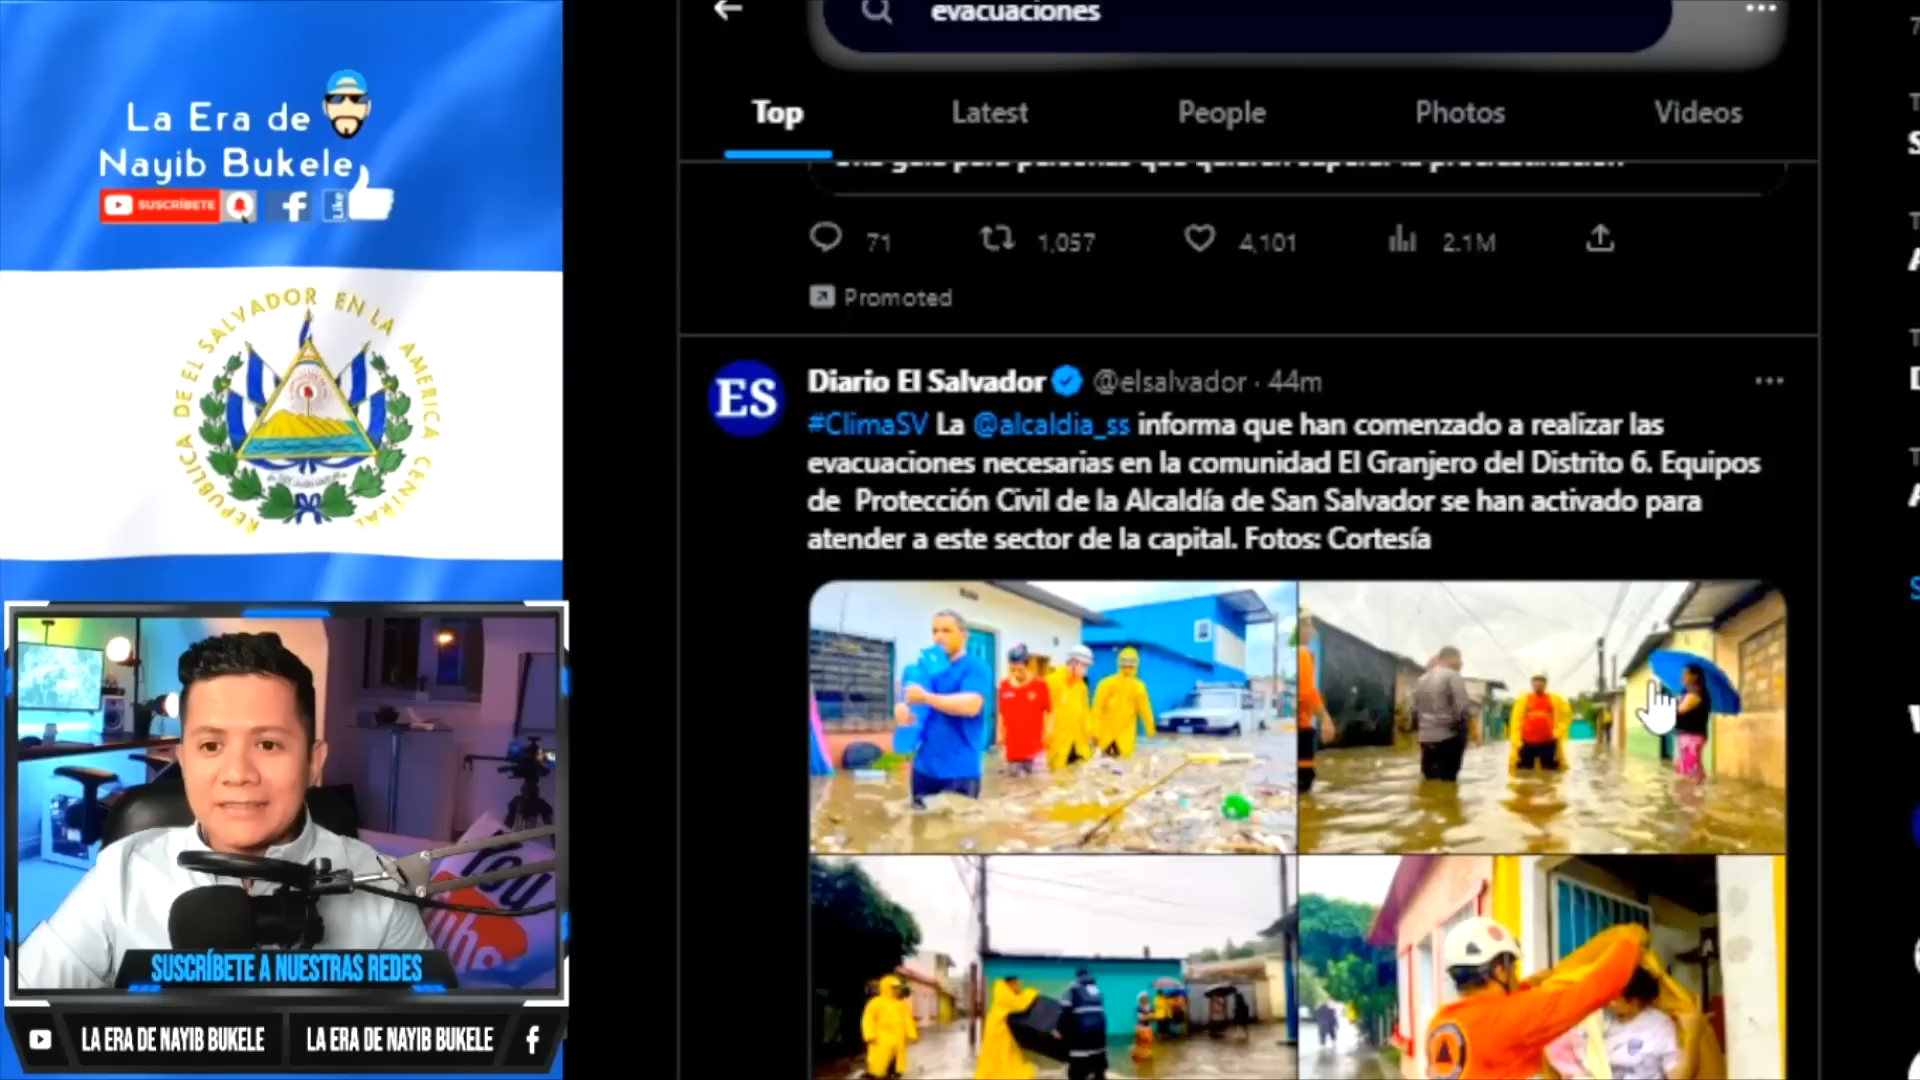 La Era de
Nayib Bukele
SUSCRÍBETE
Like
REPÚBLICA DE EL SALVADOR EN LA AMERICA CENTRAL
SUSCRÍBETE A NUESTRAS REDES
LA ERA DE NAYIB BUKELE
LA ERA DE NAYIB BUKELE
evacuaciones
Top
Latest
People
Photos
Videos
71
1,057
4,101
2.1M
Promoted
ES
Diario El Salvador @elsalvador · 44m
#ClimaSV La @alcaldia_ss informa que han comenzado a realizar las
evacuaciones necesarias en la comunidad El Granjero del Distrito 6. Equipos
de Protección Civil de la Alcaldía de San Salvador se han activado para
atender a este sector de la capital. Fotos: Cortesía